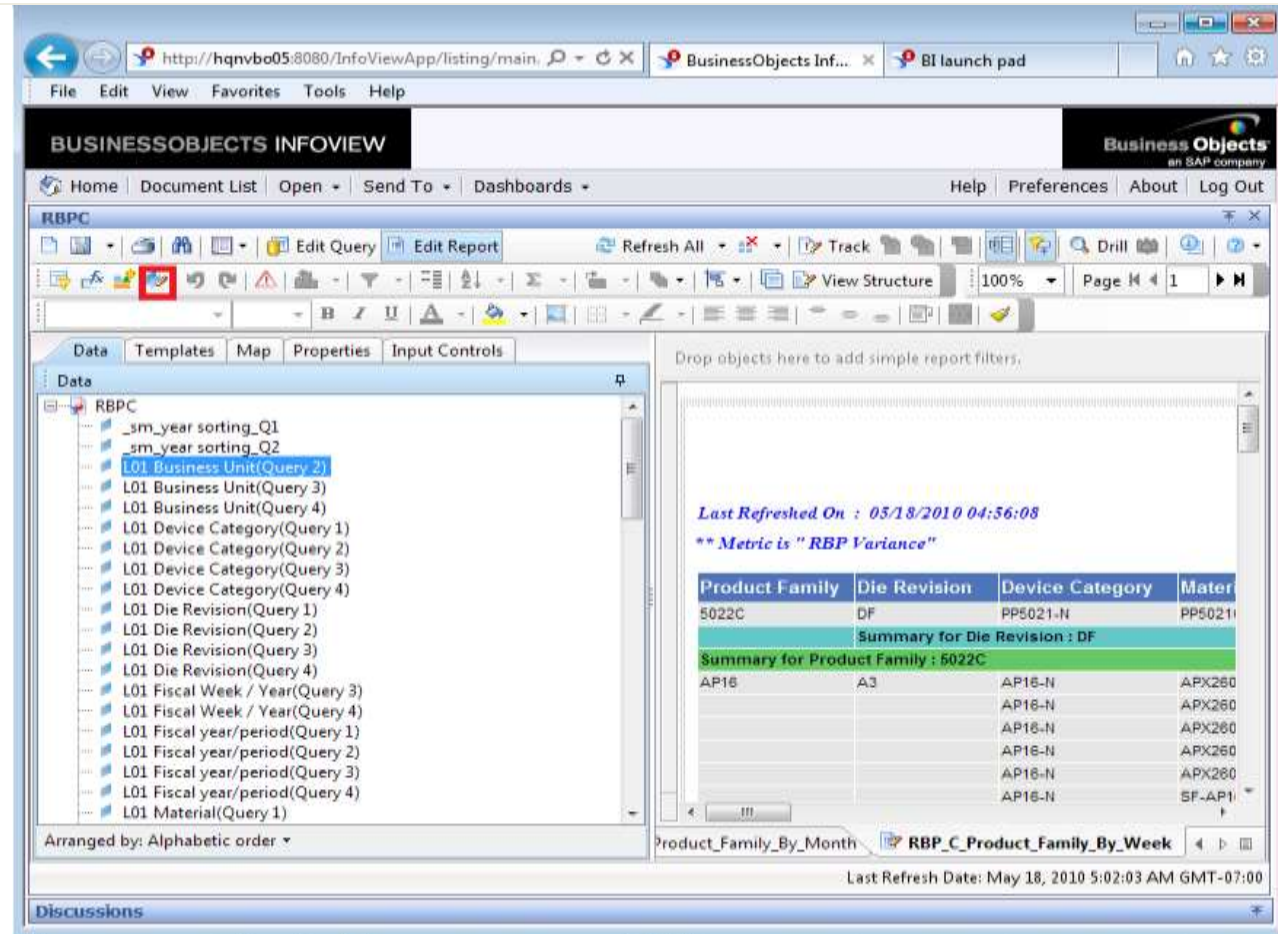 http://hqnvbo05:8080/InfoViewApp/listing/main.
BusinessObjects Inf...
BI launch pad
File Edit View Favorites Tools Help
BUSINESSOBJECTS INFOVIEW
Business Objects
an SAP company
Home Document List Open Send To Dashboards
Help Preferences About Log Out
RBPC
Edit Query Edit Report Refresh All Track Drill
View Structure 100% Page 1
B I U A
Data Templates Map Properties Input Controls
Drop objects here to add simple report filters.
Data
RBPC
_sm_year sorting_Q1
_sm_year sorting_Q2
L01 Business Unit(Query 2)
L01 Business Unit(Query 3)
L01 Business Unit(Query 4)
L01 Device Category(Query 1)
L01 Device Category(Query 2)
L01 Device Category(Query 3)
L01 Device Category(Query 4)
L01 Die Revision(Query 1)
L01 Die Revision(Query 2)
L01 Die Revision(Query 3)
L01 Die Revision(Query 4)
L01 Fiscal Week / Year(Query 3)
L01 Fiscal Week / Year(Query 4)
L01 Fiscal year/period(Query 1)
L01 Fiscal year/period(Query 2)
L01 Fiscal year/period(Query 3)
L01 Fiscal year/period(Query 4)
L01 Material(Query 1)
Arranged by: Alphabetic order
Last Refreshed On : 05/18/2010 04:56:08
** Metric is " RBP Variance"
Product Family Die Revision Device Category Materi
5022C DF PP5021-N PP5021
Summary for Die Revision : DF
Summary for Product Family : 5022C
AP16 A3 AP16-N APX260
AP16-N APX260
AP16-N APX260
AP16-N APX260
AP16-N APX260
AP16-N SF-AP1
Product_Family_By_Month RBP_C_Product_Family_By_Week
Last Refresh Date: May 18, 2010 5:02:03 AM GMT-07:00
Discussions